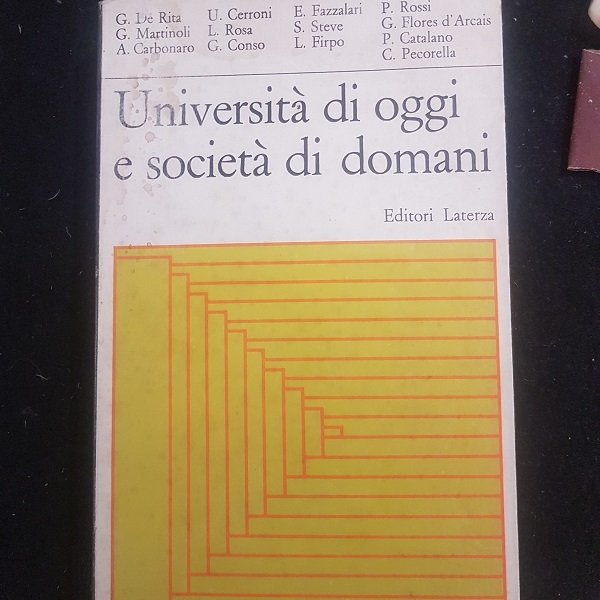 G. De Rita U. Cerroni E. Fazzalari P. Rossi
G. Martinoli L. Rosa S. Steve G. Flores d'Arcais
A. Carbonaro G. Conso L. Firpo P. Catalano
C. Pecorella
Università di oggi
e società di domani
Editori Laterza